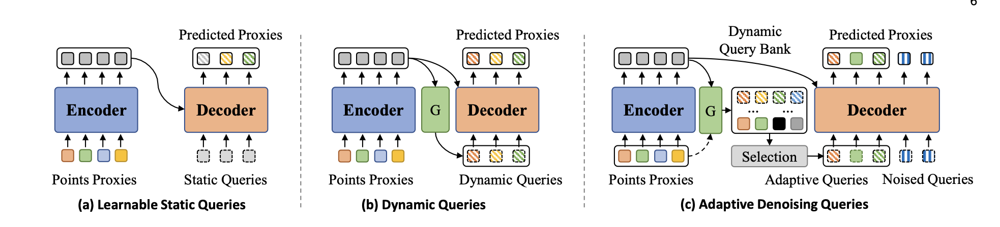 6
Predicted Proxies
Encoder
Decoder
Points Proxies
Static Queries
(a) Learnable Static Queries
Predicted Proxies
Encoder
G
Decoder
Points Proxies
Dynamic Queries
(b) Dynamic Queries
Dynamic
Query Bank
Predicted Proxies
Encoder
G
...
...
Decoder
Selection
Points Proxies
Adaptive Queries
Noised Queries
(c) Adaptive Denoising Queries